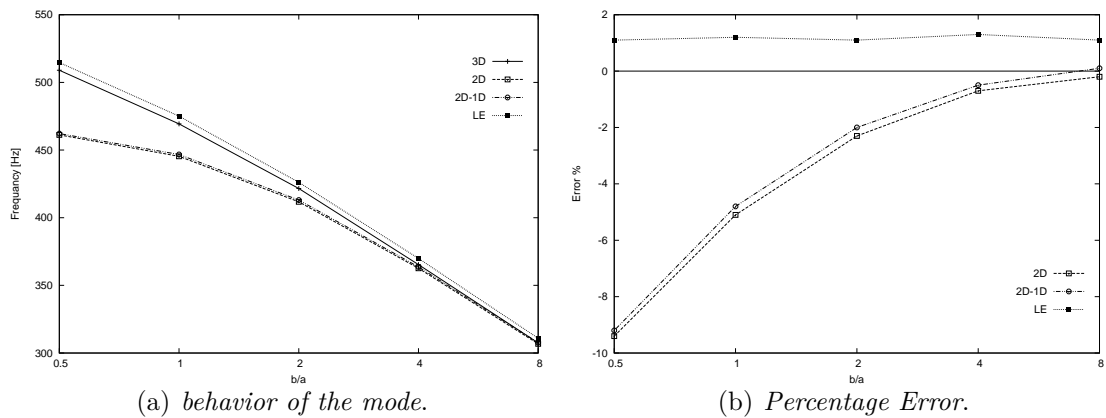 550
500
450
400
350
300
Frequancy [Hz]
0.5
1
2
4
8
b/a
3D
2D
2D-1D
LE
(a) behavior of the mode.
2
0
-2
-4
-6
-8
-10
Error %
0.5
1
2
4
8
b/a
2D
2D-1D
LE
(b) Percentage Error.